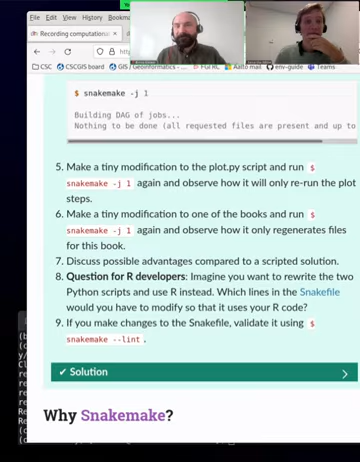 File Edit View History Bookmark
Recording computationa
CSC
CSCGIS board
GIS / Geoinformatics -
Aalto mail
env-guide
Teams
$ snakemake -j 1
Building DAG of jobs...
Nothing to be done (all requested files are present and up to
5. Make a tiny modification to the plot.py script and run $
snakemake -j 1 again and observe how it will only re-run the plot
steps.
6. Make a tiny modification to one of the books and run $
snakemake -j 1 again and observe how it only regenerates files
for this book.
7. Discuss possible advantages compared to a scripted solution.
8. Question for R developers: Imagine you want to rewrite the two
Python scripts and use R instead. Which lines in the Snakefile
would you have to modify so that it uses your R code?
9. If you make changes to the Snakefile, validate it using $
snakemake --lint .
✔ Solution
Why Snakemake?